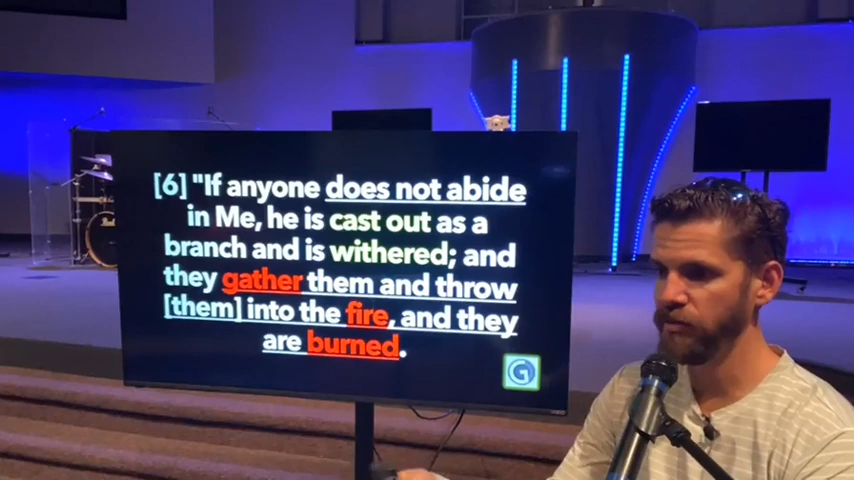 [6] "If anyone does not abide
in Me, he is cast out as a
branch and is withered; and
they gather them and throw
[them] into the fire, and they
are burned.
G